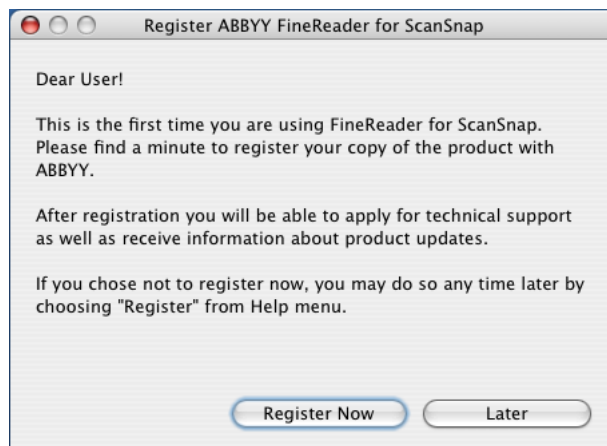 Register ABBYY FineReader for ScanSnap
Dear User!
This is the first time you are using FineReader for ScanSnap.
Please find a minute to register your copy of the product with
ABBYY.
After registration you will be able to apply for technical support
as well as receive information about product updates.
If you chose not to register now, you may do so any time later by
choosing "Register" from Help menu.
Register Now
Later